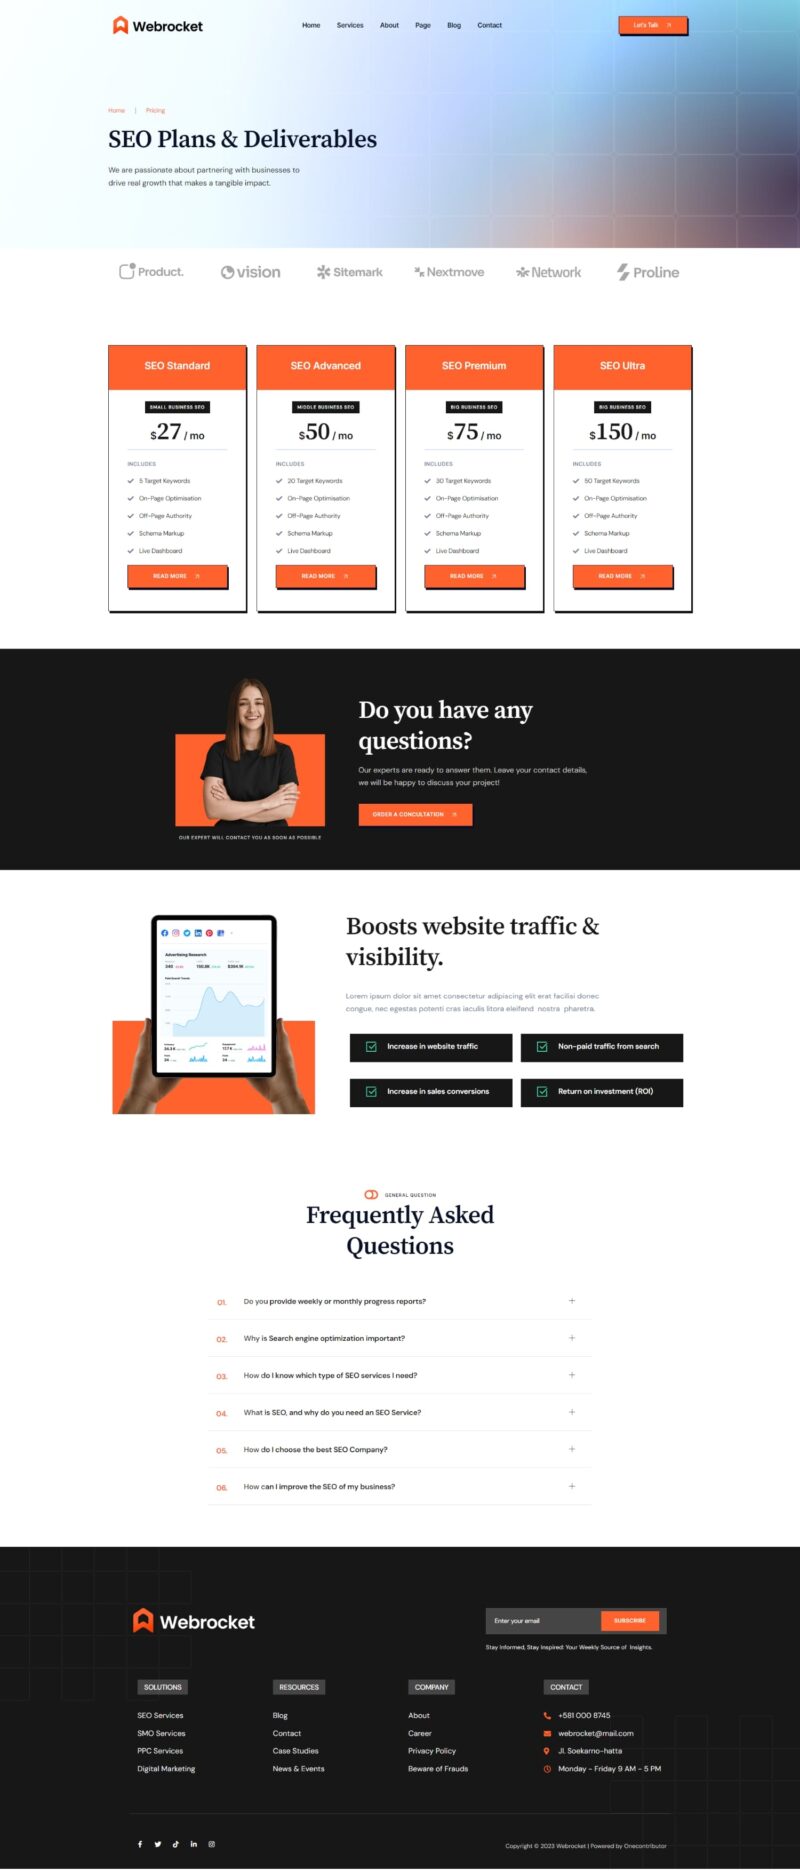 Webrocket
Home Services About Page Blog Contact
Let's Talk
Home | Pricing
SEO Plans & Deliverables
We are passionate about partnering with businesses to
drive real growth that makes a tangible impact.
Product. vision Sitemark Nextmove Network Proline
SEO Standard
SMALL BUSINESS SEO
$27 / mo
INCLUDES
5 Target Keywords
On-Page Optimisation
Off-Page Authority
Schema Markup
Live Dashboard
READ MORE
SEO Advanced
MIDDLE BUSINESS SEO
$50 / mo
INCLUDES
20 Target Keywords
On-Page Optimisation
Off-Page Authority
Schema Markup
Live Dashboard
READ MORE
SEO Premium
BIG BUSINESS SEO
$75 / mo
INCLUDES
30 Target Keywords
On-Page Optimisation
Off-Page Authority
Schema Markup
Live Dashboard
READ MORE
SEO Ultra
BIG BUSINESS SEO
$150 / mo
INCLUDES
50 Target Keywords
On-Page Optimisation
Off-Page Authority
Schema Markup
Live Dashboard
READ MORE
Do you have any
questions?
Our experts are ready to answer them. Leave your contact details,
we will be happy to discuss your project!
ORDER A CONCULTATION
OUR EXPERT WILL CONTACT YOU AS SOON AS POSSIBLE
Advertising Research
Boosts website traffic &
visibility.
Lorem ipsum dolor sit amet consectetur adipiscing elit erat facilisi donec
congue, nec egestas potenti cras iaculis litora eleifend nostra pharetra.
Increase in website traffic
Non-paid traffic from search
Increase in sales conversions
Return on investment (ROI)
GENERAL QUESTION
Frequently Asked
Questions
01. Do you provide weekly or monthly progress reports?
02. Why is Search engine optimization important?
03. How do I know which type of SEO services I need?
04. What is SEO, and why do you need an SEO Service?
05. How do I choose the best SEO Company?
06. How can I improve the SEO of my business?
Webrocket
Enter your email
SUBSCRIBE
Stay Informed, Stay Inspired: Your Weekly Source of Insights.
SOLUTIONS
SEO Services
SMO Services
PPC Services
Digital Marketing
RESOURCES
Blog
Contact
Case Studies
News & Events
COMPANY
About
Career
Privacy Policy
Beware of Frauds
CONTACT
+581 000 8745
webrocket@mail.com
Jl. Soekarno-hatta
Monday - Friday 9 AM - 5 PM
Copyright © 2023 Webrocket | Powered by Onecontributor